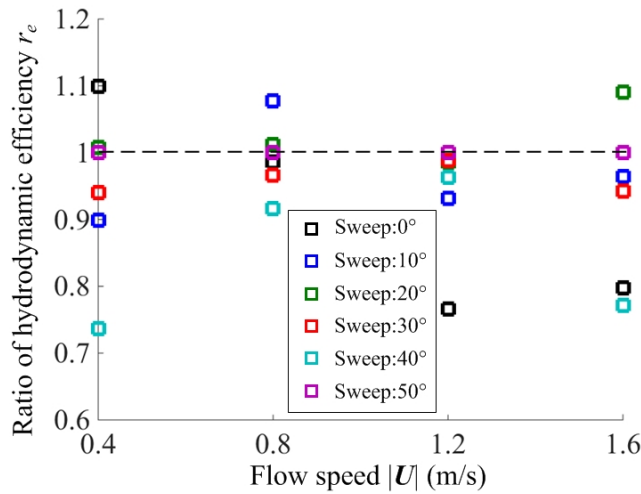 Ratio of hydrodynamic efficiency r_e
1.2
1.1
1
0.9
0.8
0.7
0.6
Sweep:0°
Sweep:10°
Sweep:20°
Sweep:30°
Sweep:40°
Sweep:50°
0.4
0.8
1.2
1.6
Flow speed |U| (m/s)